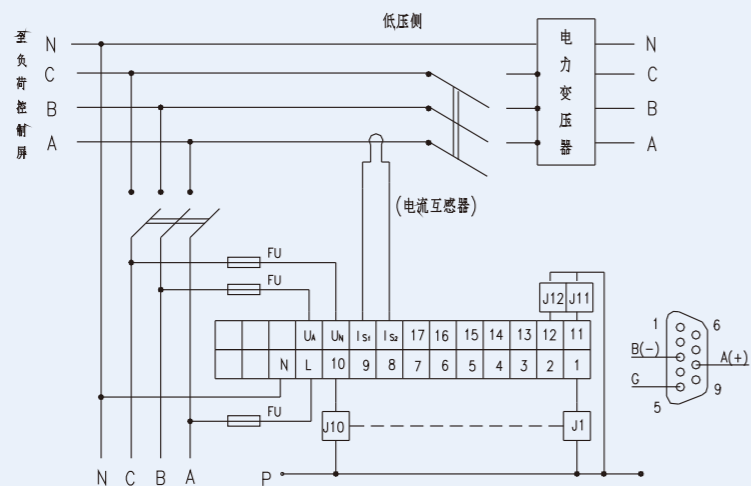 低压侧
至负荷控制屏
N
C
B
A
电力变压器
N
C
B
A
(电流互感器)
FU
FU
J12 J11
UA UN IS1 IS2 17 16 15 14 13 12 11
N L 10 9 8 7 6 5 4 3 2 1
FU
J10 J1
N C B A P
1 6
B(-) A(+)
G
5 9